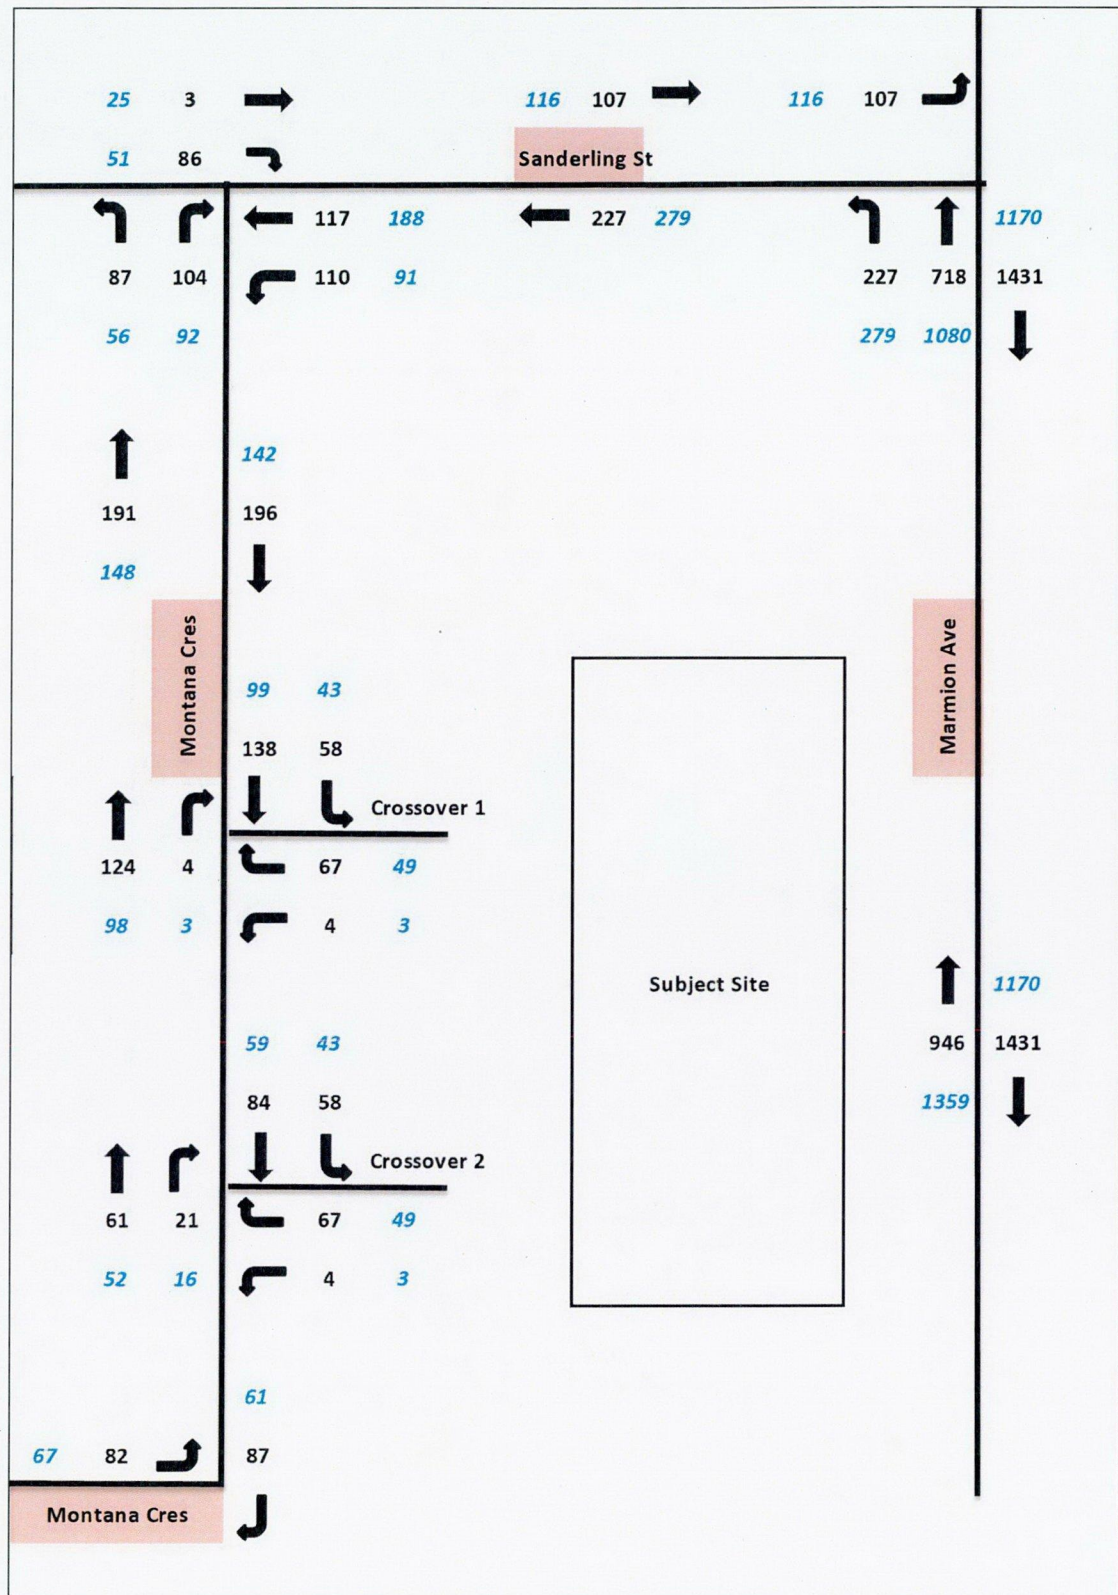 25 3 116 107 116 107
51 86 Sanderling St
117 188 227 279 1170
87 104 110 91 227 718 1431
56 92 279 1080
142
191 196
148
Montana Cres
Marmion Ave
99 43
138 58
Crossover 1
124 4 67 49
98 3 4 3
Subject Site 1170
59 43 946 1431
84 58 1359
Crossover 2
61 21 67 49
52 16 4 3
61
67 82 87
Montana Cres